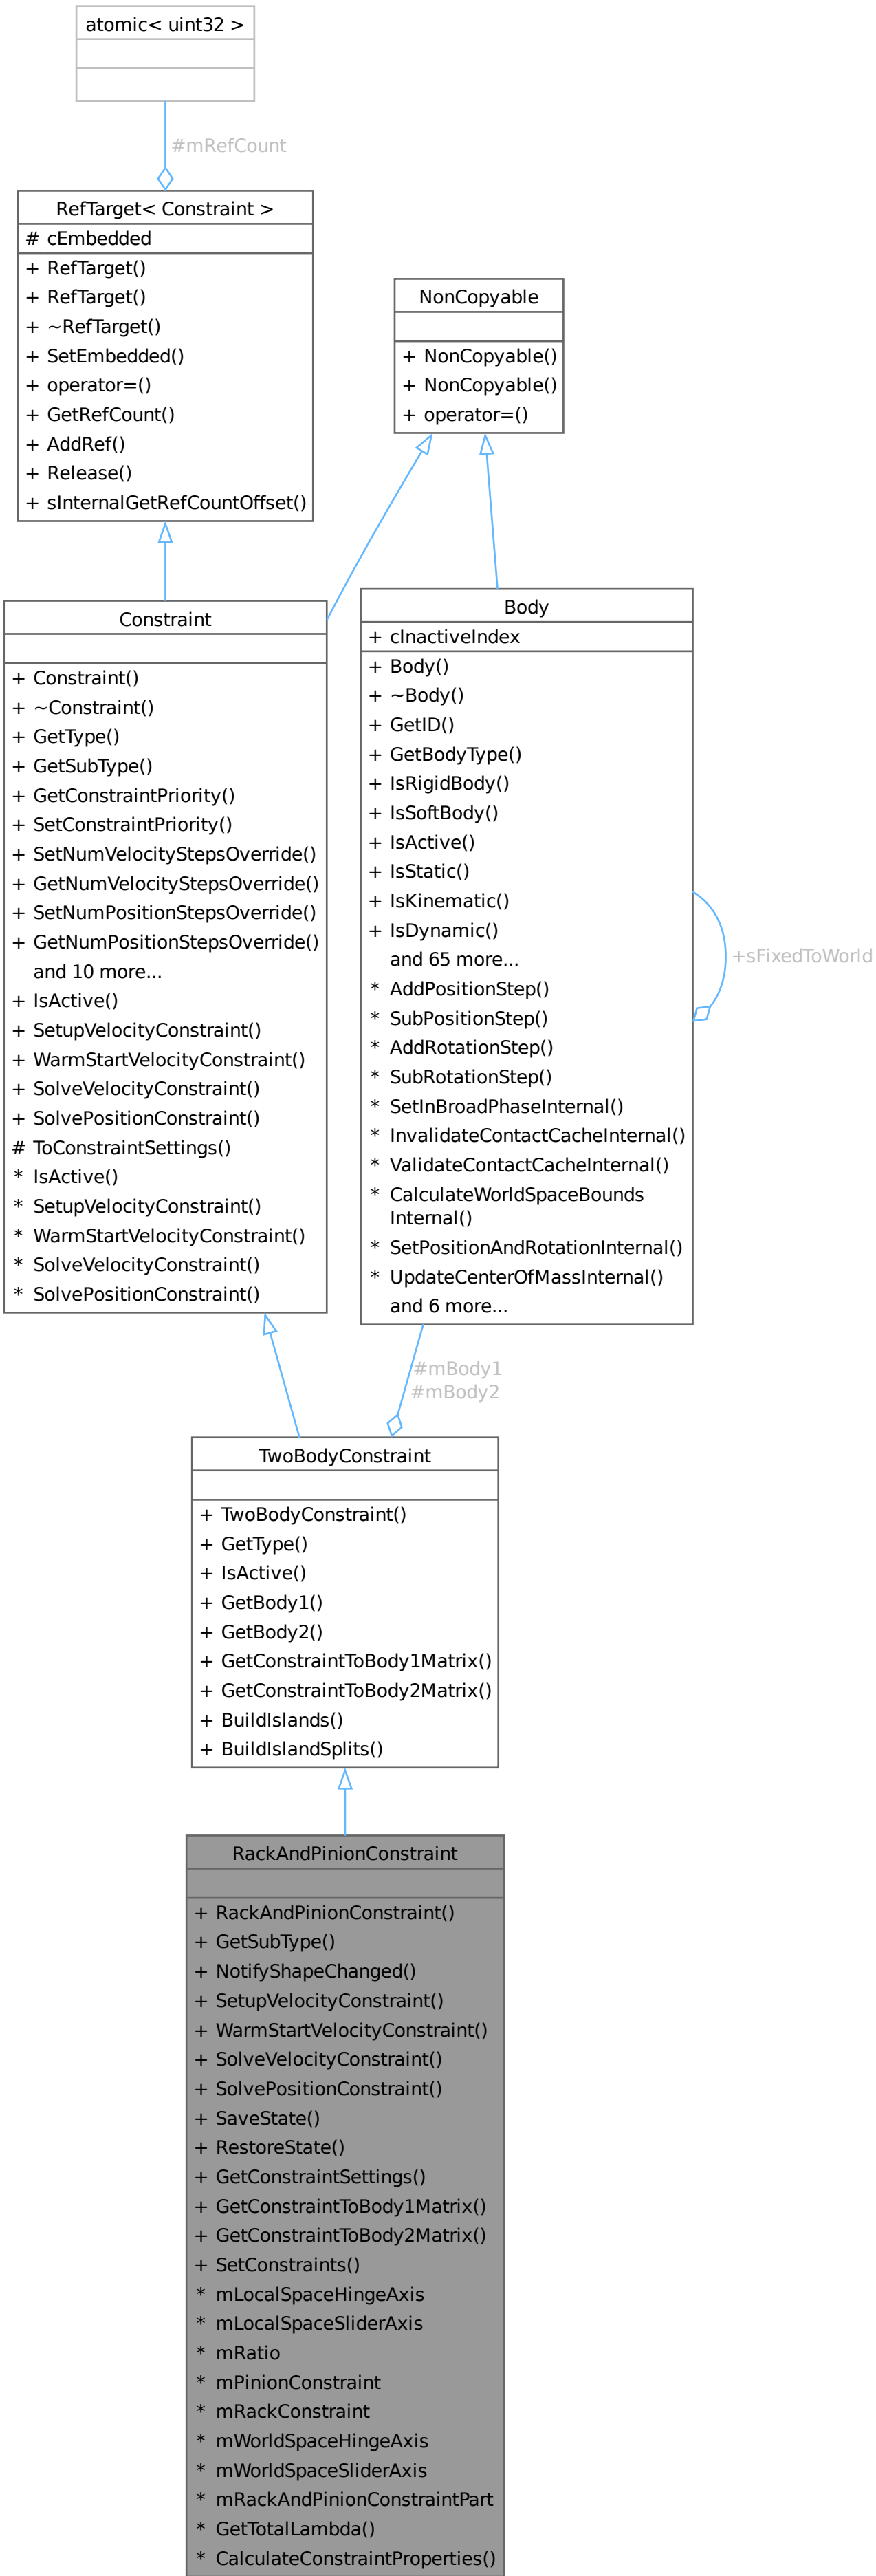 atomic< uint32 >
#mRefCount
RefTarget< Constraint >
# cEmbedded
+ RefTarget()
+ RefTarget()
+ ~RefTarget()
+ SetEmbedded()
+ operator=()
+ GetRefCount()
+ AddRef()
+ Release()
+ sInternalGetRefCountOffset()
NonCopyable
+ NonCopyable()
+ NonCopyable()
+ operator=()
Constraint
+ Constraint()
+ ~Constraint()
+ GetType()
+ GetSubType()
+ GetConstraintPriority()
+ SetConstraintPriority()
+ SetNumVelocityStepsOverride()
+ GetNumVelocityStepsOverride()
+ SetNumPositionStepsOverride()
+ GetNumPositionStepsOverride()
and 10 more...
+ IsActive()
+ SetupVelocityConstraint()
+ WarmStartVelocityConstraint()
+ SolveVelocityConstraint()
+ SolvePositionConstraint()
# ToConstraintSettings()
* IsActive()
* SetupVelocityConstraint()
* WarmStartVelocityConstraint()
* SolveVelocityConstraint()
* SolvePositionConstraint()
Body
+ cInactiveIndex
+ Body()
+ ~Body()
+ GetID()
+ GetBodyType()
+ IsRigidBody()
+ IsSoftBody()
+ IsActive()
+ IsStatic()
+ IsKinematic()
+ IsDynamic()
and 65 more...
* AddPositionStep()
* SubPositionStep()
* AddRotationStep()
* SubRotationStep()
* SetInBroadPhaseInternal()
* InvalidateContactCacheInternal()
* ValidateContactCacheInternal()
* CalculateWorldSpaceBounds
Internal()
* SetPositionAndRotationInternal()
* UpdateCenterOfMassInternal()
and 6 more...
+sFixedToWorld
#mBody1
#mBody2
TwoBodyConstraint
+ TwoBodyConstraint()
+ GetType()
+ IsActive()
+ GetBody1()
+ GetBody2()
+ GetConstraintToBody1Matrix()
+ GetConstraintToBody2Matrix()
+ BuildIslands()
+ BuildIslandSplits()
RackAndPinionConstraint
+ RackAndPinionConstraint()
+ GetSubType()
+ NotifyShapeChanged()
+ SetupVelocityConstraint()
+ WarmStartVelocityConstraint()
+ SolveVelocityConstraint()
+ SolvePositionConstraint()
+ SaveState()
+ RestoreState()
+ GetConstraintSettings()
+ GetConstraintToBody1Matrix()
+ GetConstraintToBody2Matrix()
+ SetConstraints()
* mLocalSpaceHingeAxis
* mLocalSpaceSliderAxis
* mRatio
* mPinionConstraint
* mRackConstraint
* mWorldSpaceHingeAxis
* mWorldSpaceSliderAxis
* mRackAndPinionConstraintPart
* GetTotalLambda()
* CalculateConstraintProperties()